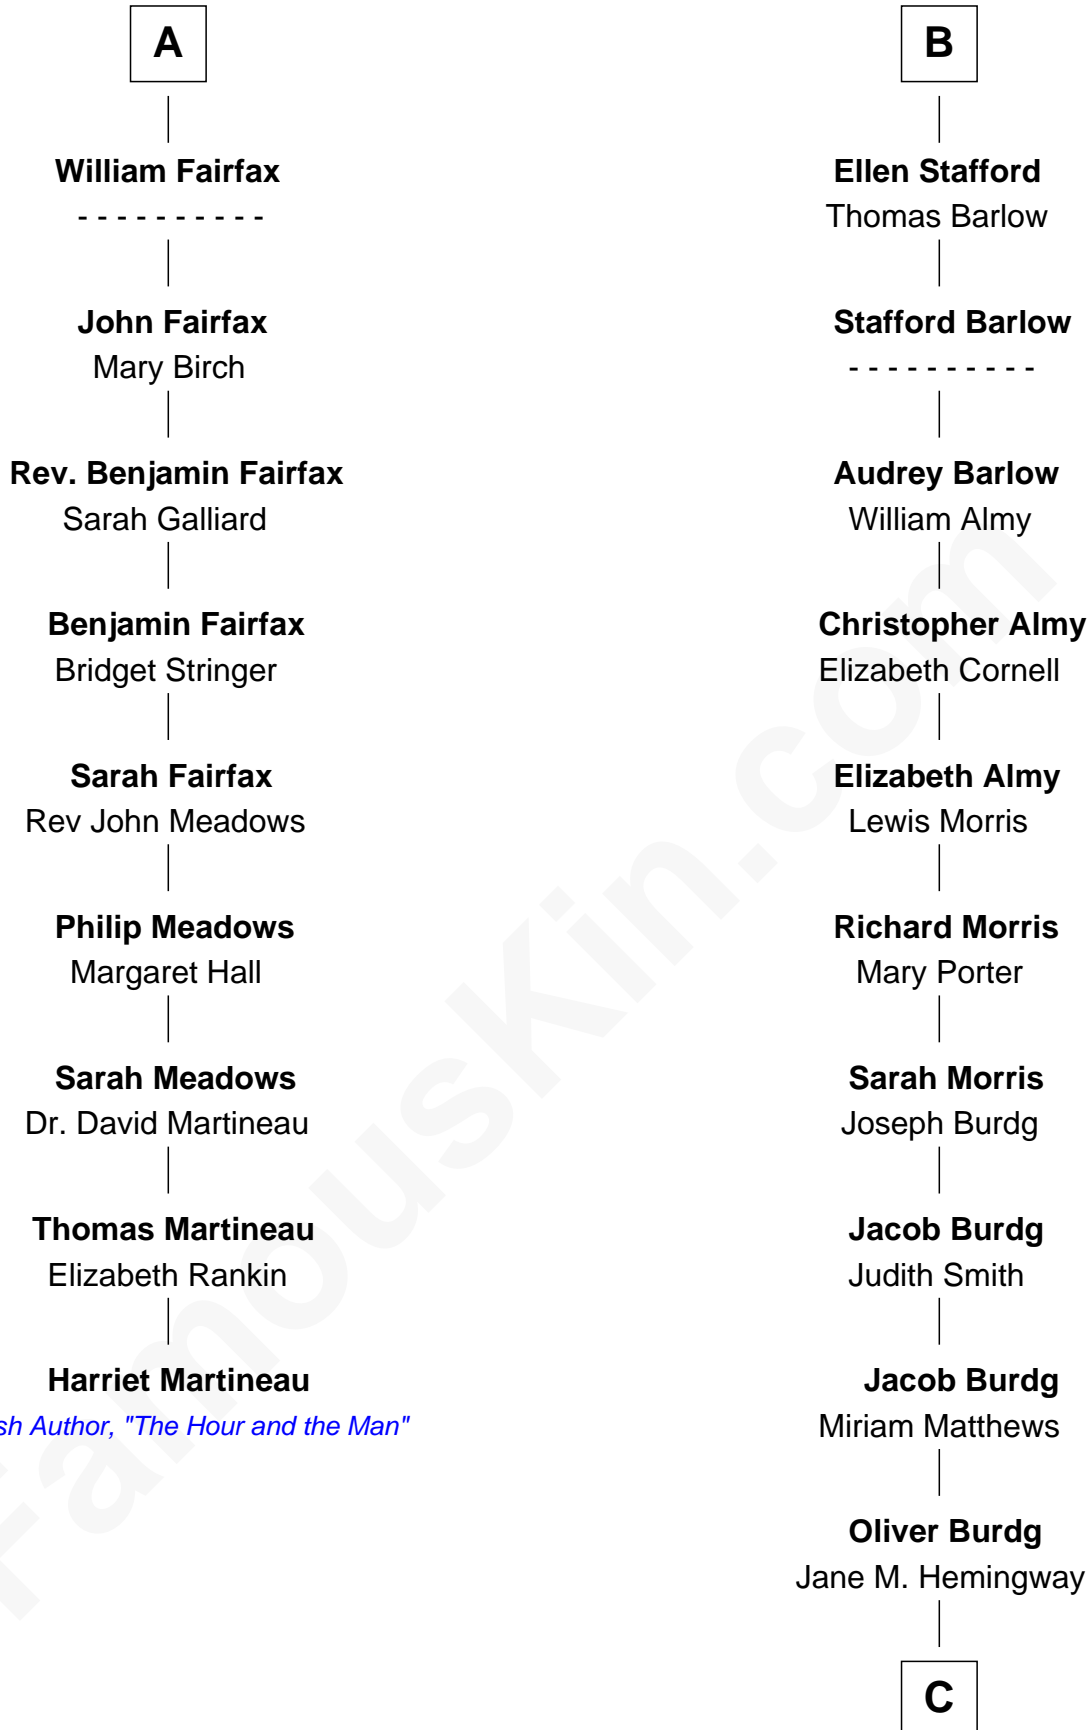 A
William Fairfax
- - - - - - - - - -
John Fairfax
Mary Birch
Rev. Benjamin Fairfax
Sarah Galliard
Benjamin Fairfax
Bridget Stringer
Sarah Fairfax
Rev John Meadows
Philip Meadows
Margaret Hall
Sarah Meadows
Dr. David Martineau
Thomas Martineau
Elizabeth Rankin
Harriet Martineau
Author, "The Hour and the Man"
B
Ellen Stafford
Thomas Barlow
Stafford Barlow
- - - - - - - - - -
Audrey Barlow
William Almy
Christopher Almy
Elizabeth Cornell
Elizabeth Almy
Lewis Morris
Richard Morris
Mary Porter
Sarah Morris
Joseph Burdg
Jacob Burdg
Judith Smith
Jacob Burdg
Miriam Matthews
Oliver Burdg
Jane M. Hemingway
C
FamousKin.com